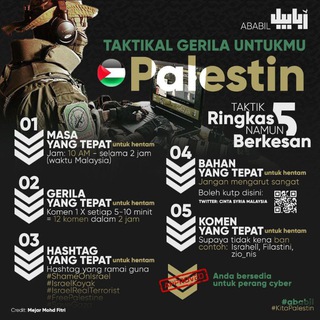 ABABIL أبابيل
TAKTIKAL GERILA UNTUKMU
Palestin
TAKTIK
Ringkas 5
NAMUN
Berkesan
01
MASA
YANG TEPAT untuk hentam
Jam: 10 AM - selama 2 jam
(waktu Malaysia)
02
GERILA
YANG TEPAT untuk hentam
Komen 1 X setiap 5-10 minit
= 12 komen dalam 2 jam
03
HASHTAG
YANG TEPAT untuk hentam
Hashtag yang ramai guna
#ShameOnIsrael
#IsraelKoyak
#IsraelRealTerrorist
#FreePalestine
04
BAHAN
YANG TEPAT untuk hentam
Jangan mengarut sangat
Boleh kutip disini:
TWITTER: CINTA SYRIA MALAYSIA
05
KOMEN
YANG TEPAT untuk hentam
Supaya tidak kena ban
contoh: Israhell, Filastini,
zio_nis
Anda bersedia
untuk perang cyber
#ababil
#KitaPalestin
Credit: Mejar Mohd Fitri